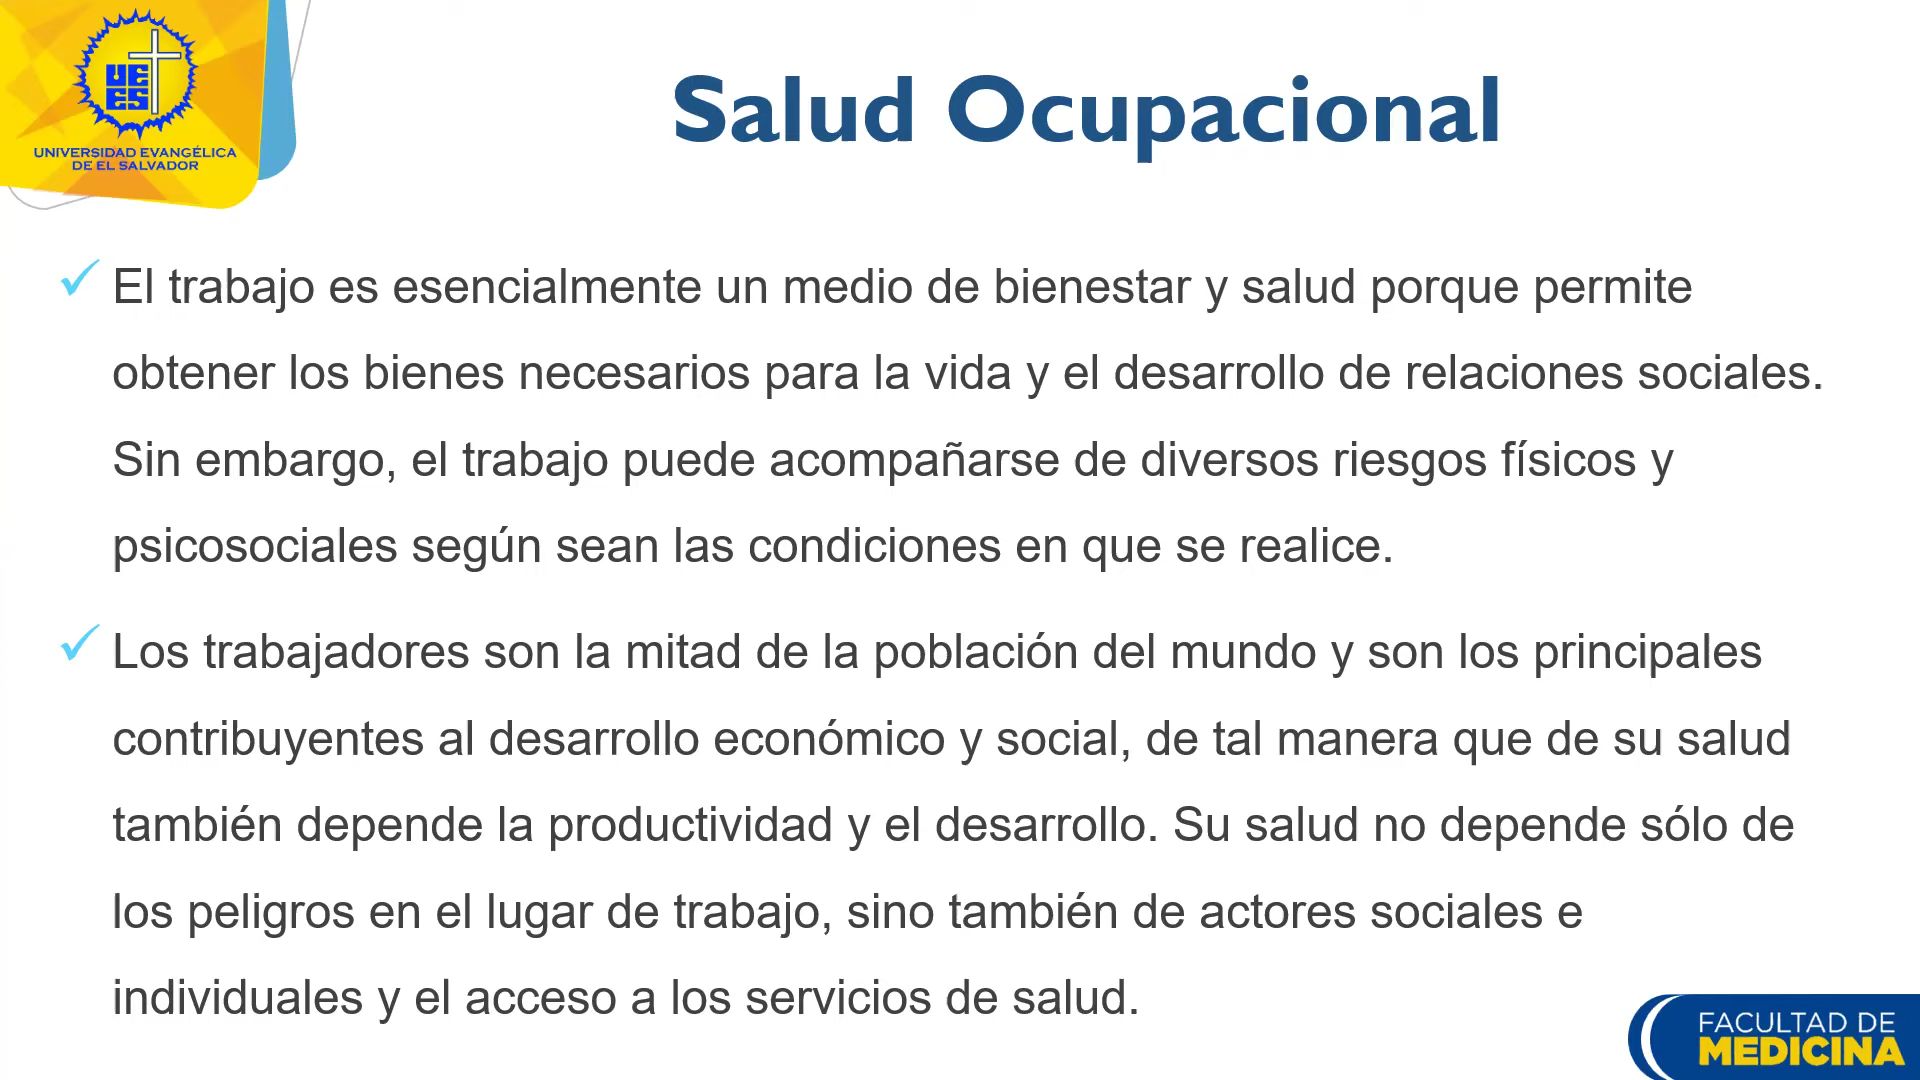 UE
ES
UNIVERSIDAD EVANGÉLICA
DE EL SALVADOR
Salud Ocupacional
El trabajo es esencialmente un medio de bienestar y salud porque permite
obtener los bienes necesarios para la vida y el desarrollo de relaciones sociales.
Sin embargo, el trabajo puede acompañarse de diversos riesgos físicos y
psicosociales según sean las condiciones en que se realice.
Los trabajadores son la mitad de la población del mundo y son los principales
contribuyentes al desarrollo económico y social, de tal manera que de su salud
también depende la productividad y el desarrollo. Su salud no depende sólo de
los peligros en el lugar de trabajo, sino también de actores sociales e
individuales y el acceso a los servicios de salud.
FACULTAD DE
MEDICINA